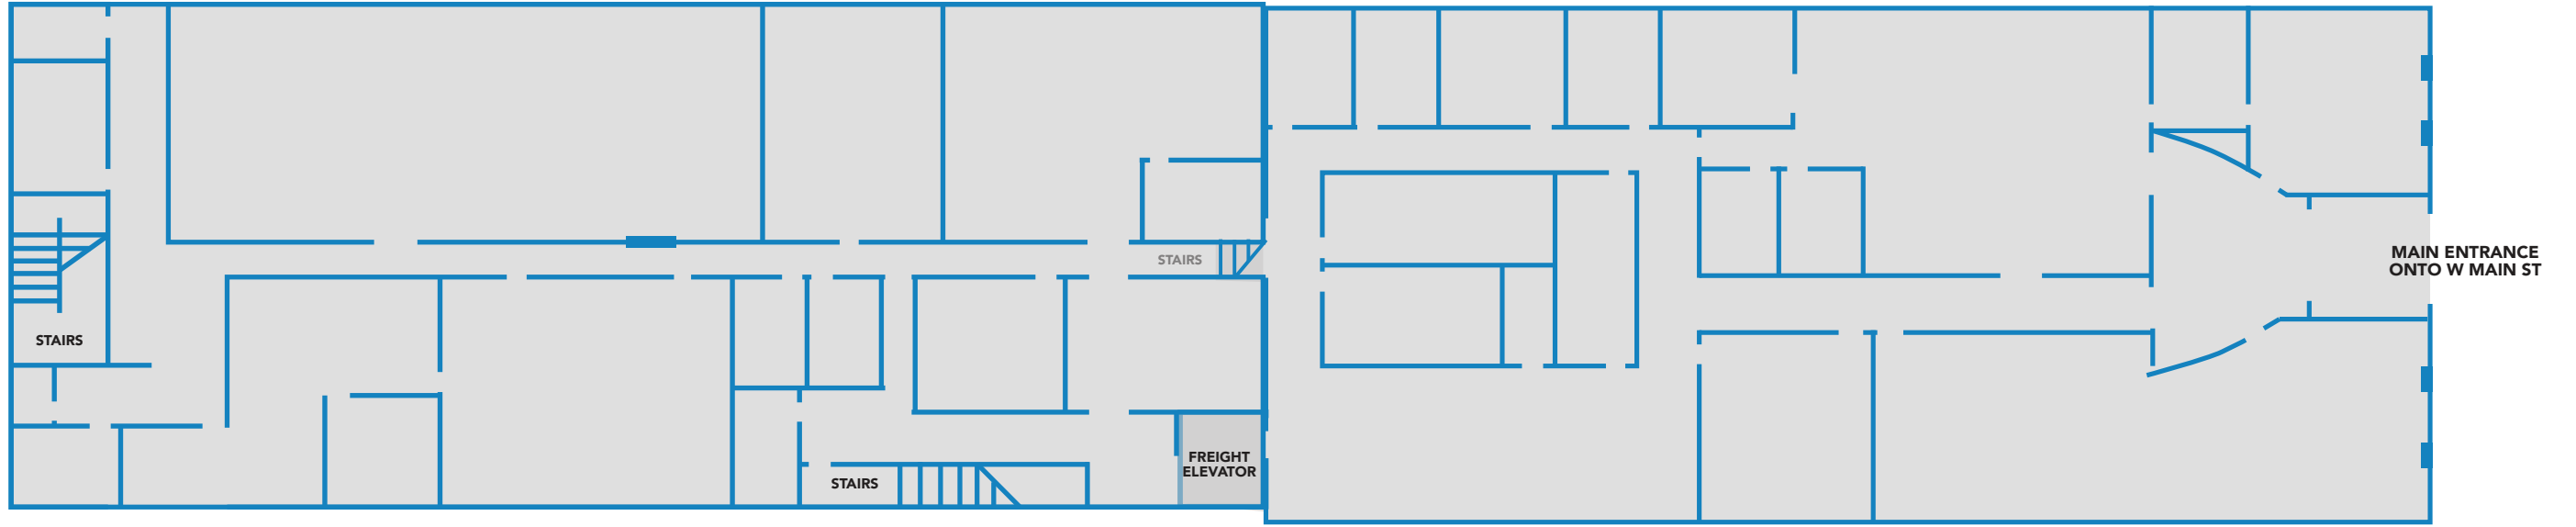 STAIRS
MAIN ENTRANCE
ONTO W MAIN ST
STAIRS
FREIGHT
ELEVATOR
STAIRS